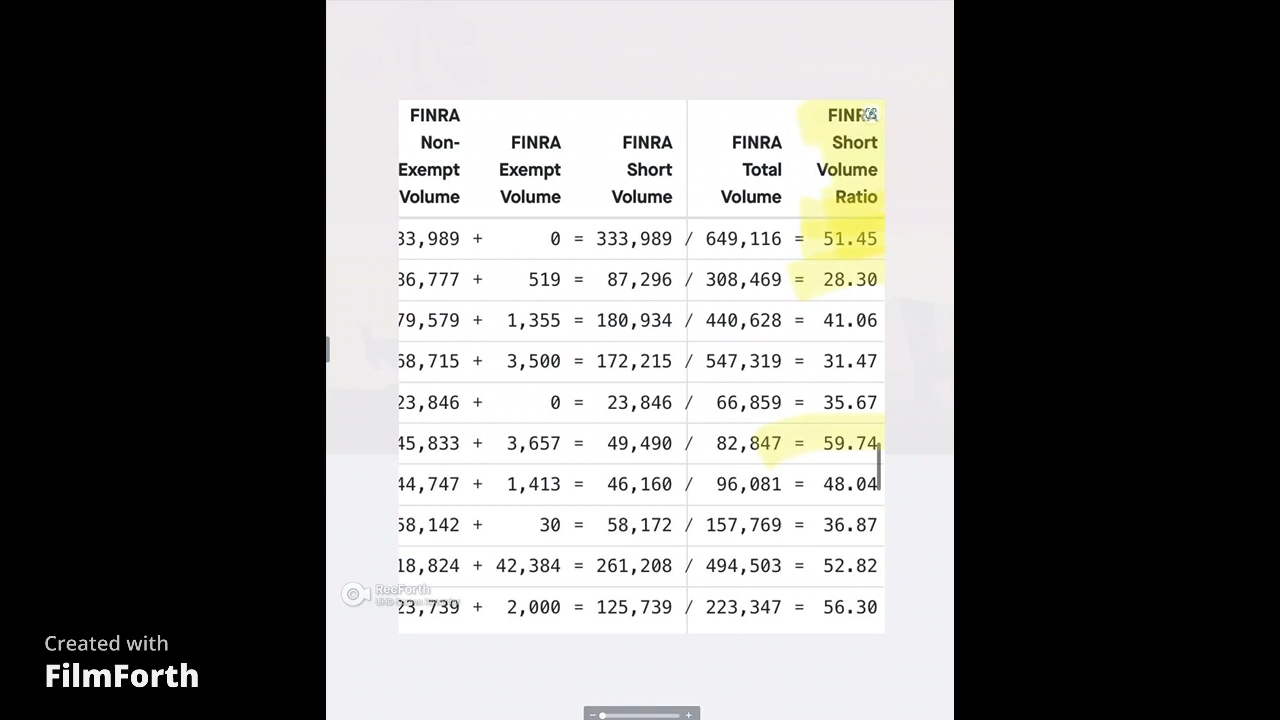 FINRA Non-Exempt Volume FINRA Exempt Volume FINRA Short Volume FINRA Total Volume FINRA Short Volume Ratio
33,989 + 0 = 333,989 / 649,116 = 51.45
86,777 + 519 = 87,296 / 308,469 = 28.30
79,579 + 1,355 = 180,934 / 440,628 = 41.06
68,715 + 3,500 = 172,215 / 547,319 = 31.47
23,846 + 0 = 23,846 / 66,859 = 35.67
45,833 + 3,657 = 49,490 / 82,847 = 59.74
44,747 + 1,413 = 46,160 / 96,081 = 48.04
58,142 + 30 = 58,172 / 157,769 = 36.87
18,824 + 42,384 = 261,208 / 494,503 = 52.82
23,739 + 2,000 = 125,739 / 223,347 = 56.30
RecForth
Created with
FilmForth